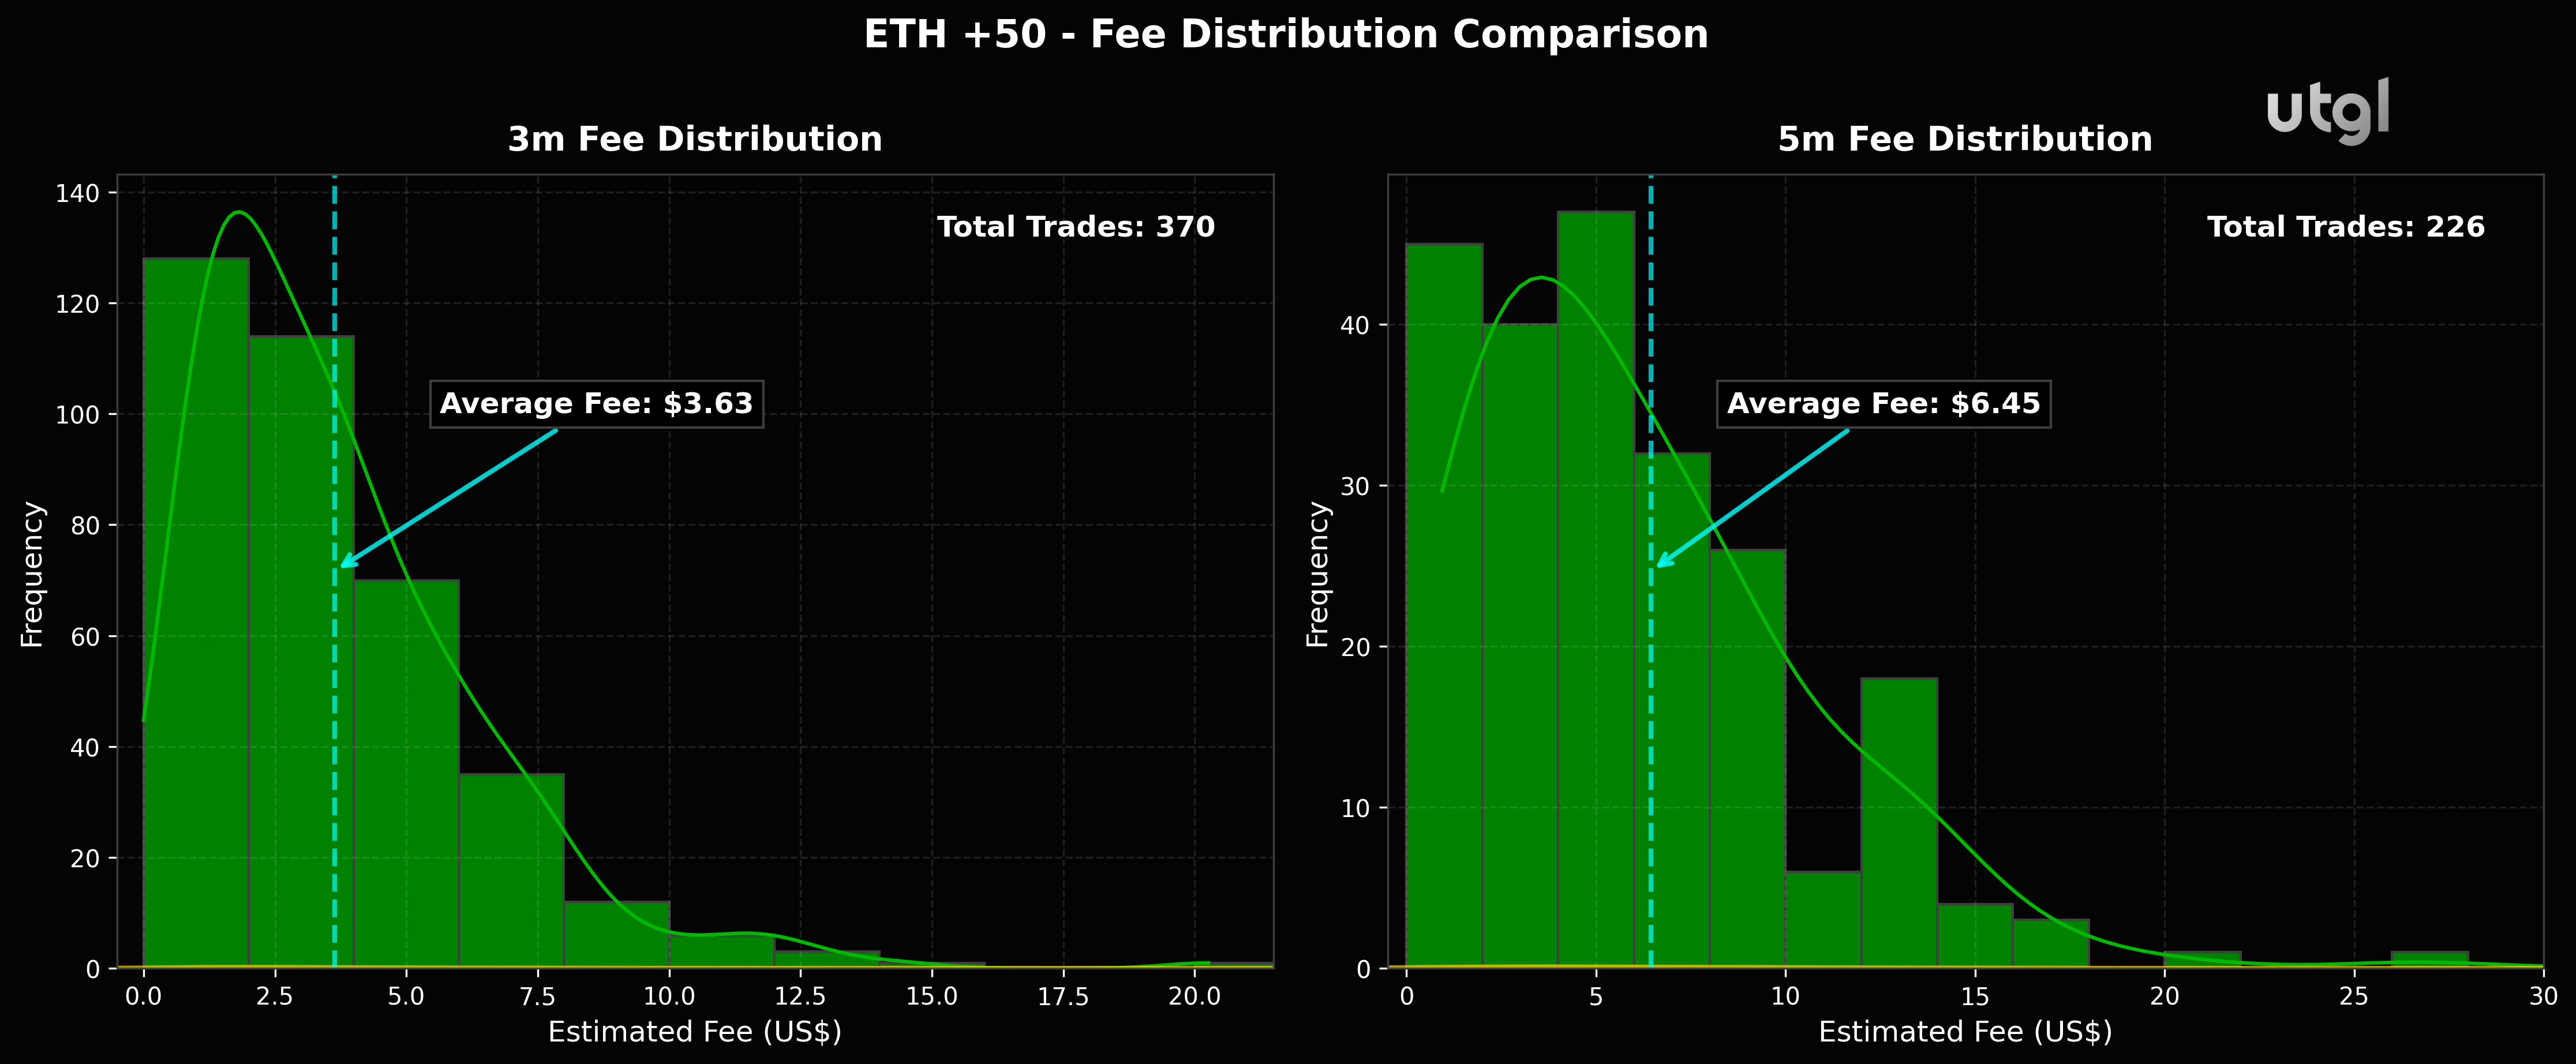 ETH +50 - Fee Distribution Comparison
utgl
3m Fee Distribution
Total Trades: 370
Average Fee: $3.63
Frequency
140
120
100
80
60
40
20
0
0.0 2.5 5.0 7.5 10.0 12.5 15.0 17.5 20.0
Estimated Fee (US$)
5m Fee Distribution
Total Trades: 226
Average Fee: $6.45
Frequency
40
30
20
10
0
0 5 10 15 20 25 30
Estimated Fee (US$)